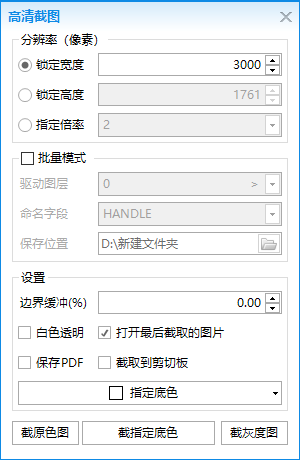 高清截图
分辨率（像素）
锁定宽度 3000
锁定高度 1761
指定倍率 2
批量模式
驱动图层 0 >
命名字段 HANDLE
保存位置 D:\新建文件夹
设置
边界缓冲(%) 0.00
白色透明 打开最后截取的图片
保存PDF 截取到剪切板
指定底色
截原色图 截指定底色 截灰度图